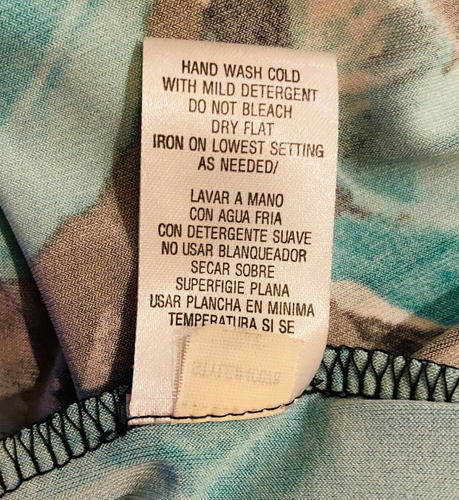 HAND WASH COLD
WITH MILD DETERGENT
DO NOT BLEACH
DRY FLAT
IRON ON LOWEST SETTING
AS NEEDED/
LAVAR A MANO
CON AGUA FRIA
CON DETERGENTE SUAVE
NO USAR BLANQUEADOR
SECAR SOBRE
SUPERFIGIE PLANA
USAR PLANCHA EN MINIMA
TEMPERATURA SI SE